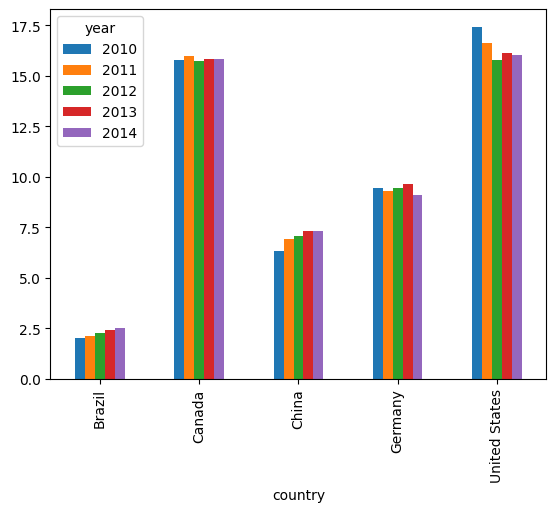 year
2010
2011
2012
2013
2014
17.5
15.0
12.5
10.0
7.5
5.0
2.5
0.0
Brazil
Canada
China
Germany
United States
country